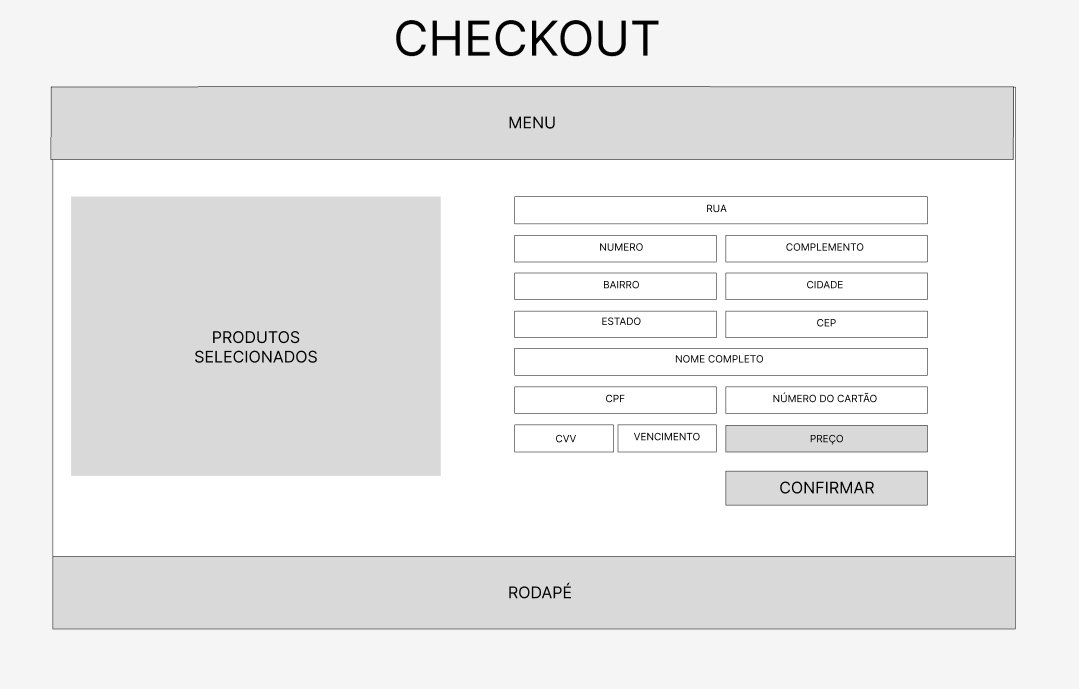 CHECKOUT
MENU
PRODUTOS
SELECIONADOS
RUA
NUMERO
COMPLEMENTO
BAIRRO
CIDADE
ESTADO
CEP
NOME COMPLETO
CPF
NÚMERO DO CARTÃO
CVV
VENCIMENTO
PREÇO
CONFIRMAR
RODAPÉ